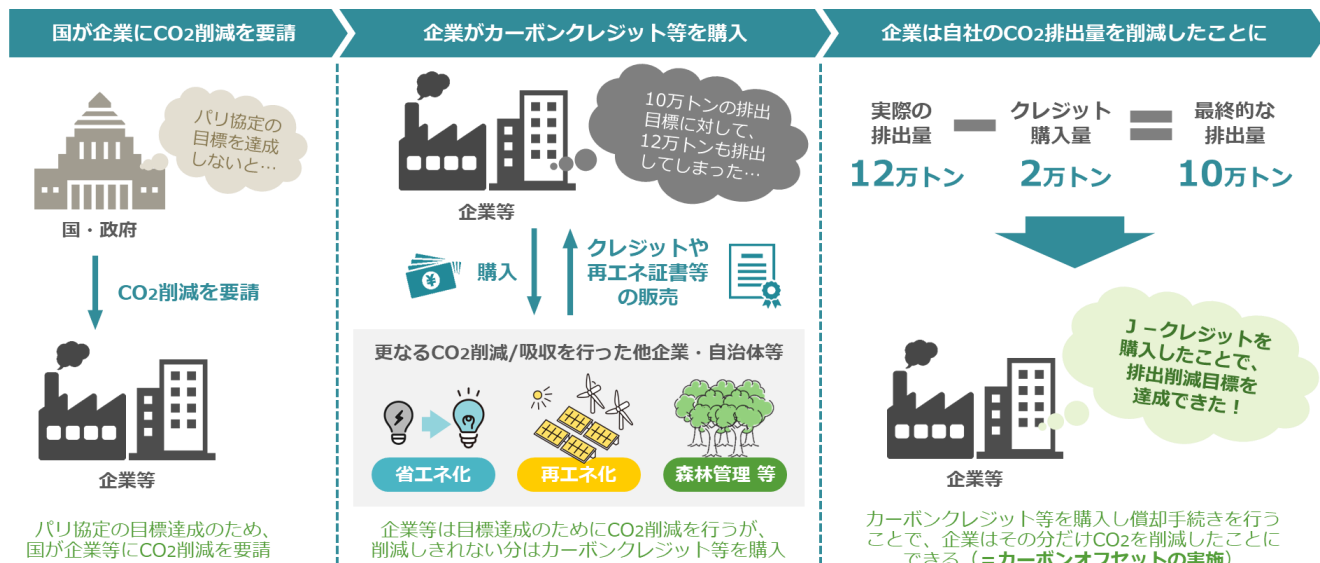 国が企業にCO2削減を要請
パリ協定の
目標を達成
しないと…
国・政府
CO2削減を要請
企業等
パリ協定の目標達成のため、
国が企業等にCO2削減を要請
企業がカーボンクレジット等を購入
10万トンの排出
目標に対して、
12万トンも排出
してしまった…
企業等
購入
クレジットや
再エネ証書等
の販売
更なるCO2削減/吸収を行った他企業・自治体等
省エネ化
再エネ化
森林管理 等
企業等は目標達成のためにCO2削減を行うが、
削減しきれない分はカーボンクレジット等を購入
企業は自社のCO2排出量を削減したことに
実際の
排出量
12万トン
クレジット
購入量
2万トン
最終的な
排出量
10万トン
J－クレジットを
購入したことで、
排出削減目標を
達成できた！
企業等
カーボンクレジット等を購入し償却手続きを行う
ことで、企業はその分だけCO2を削減したことに
できる（＝カーボンオフセットの実施）